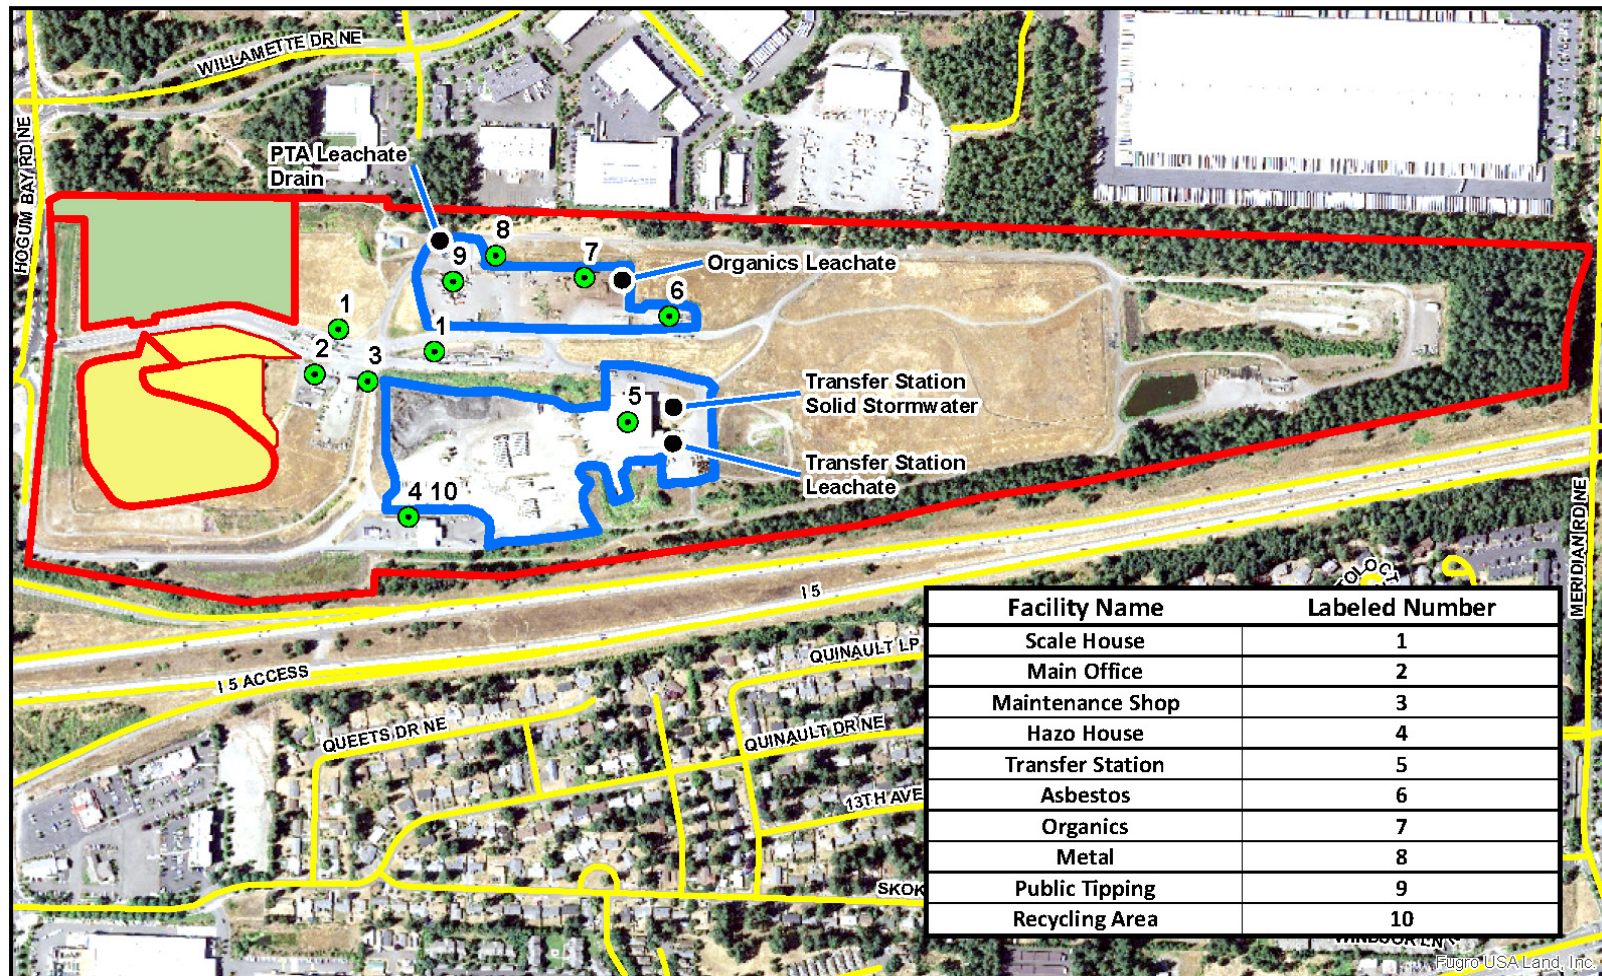 WILLAMETTE DR NE
HOGUM BAY RD NE
PTA Leachate
Drain
8
9
7
Organics Leachate
6
1
1
2
3
Transfer Station
Solid Stormwater
5
Transfer Station
Leachate
4 10
MERIDIAN RD NE
I 5
OLO CT
I 5 ACCESS
QUINAULT LP
QUEETS DR NE
QUINAULT DR NE
13TH AVE
SKOK
Facility Name Labeled Number
Scale House 1
Main Office 2
Maintenance Shop 3
Hazo House 4
Transfer Station 5
Asbestos 6
Organics 7
Metal 8
Public Tipping 9
Recycling Area 10
Fugro USA Land, Inc.